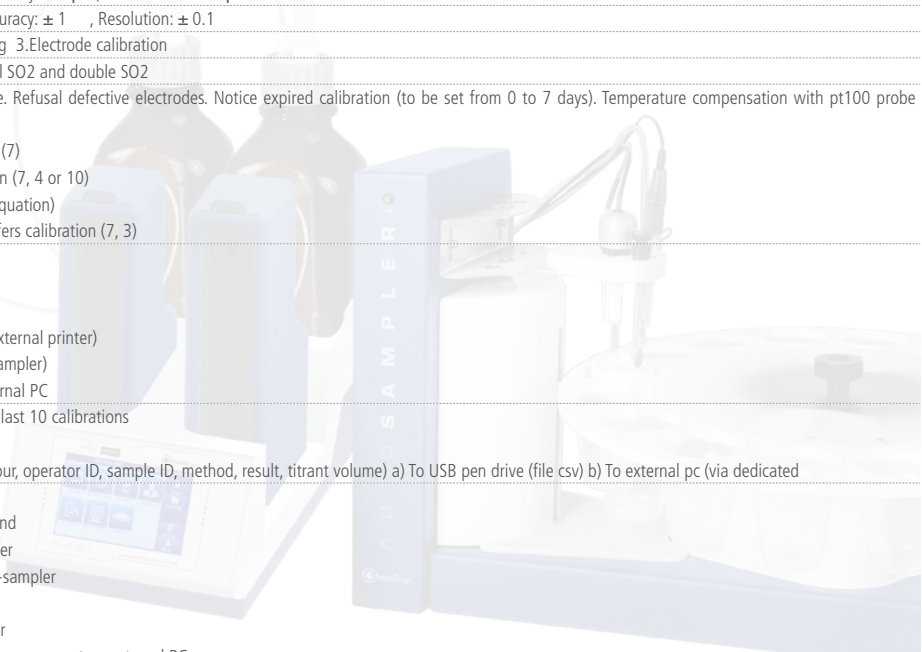 uracy: ± 1 , Resolution: ± 0.1
g 3.Electrode calibration
l SO2 and double SO2
e. Refusal defective electrodes. Notice expired calibration (to be set from 0 to 7 days). Temperature compensation with pt100 probe
(7)
n (7, 4 or 10)
quation)
fers calibration (7, 3)
xternal printer)
ampler)
rnal PC
last 10 calibrations
our, operator ID, sample ID, method, result, titrant volume) a) To USB pen drive (file csv) b) To external pc (via dedicated
nd
er
-sampler
r
AUTOSAMPLER